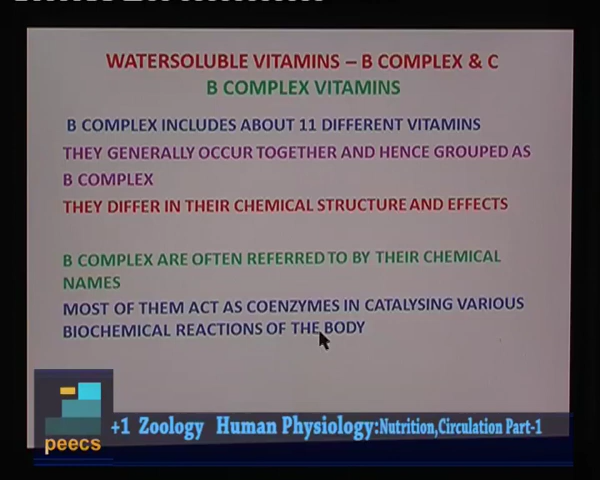 WATERSOLUBLE VITAMINS – B COMPLEX & C
B COMPLEX VITAMINS
B COMPLEX INCLUDES ABOUT 11 DIFFERENT VITAMINS
THEY GENERALLY OCCUR TOGETHER AND HENCE GROUPED AS
B COMPLEX
THEY DIFFER IN THEIR CHEMICAL STRUCTURE AND EFFECTS
B COMPLEX ARE OFTEN REFERRED TO BY THEIR CHEMICAL
NAMES
MOST OF THEM ACT AS COENZYMES IN CATALYSING VARIOUS
BIOCHEMICAL REACTIONS OF THE BODY
peecs
+1 Zoology Human Physiology:Nutrition,Circulation Part-1